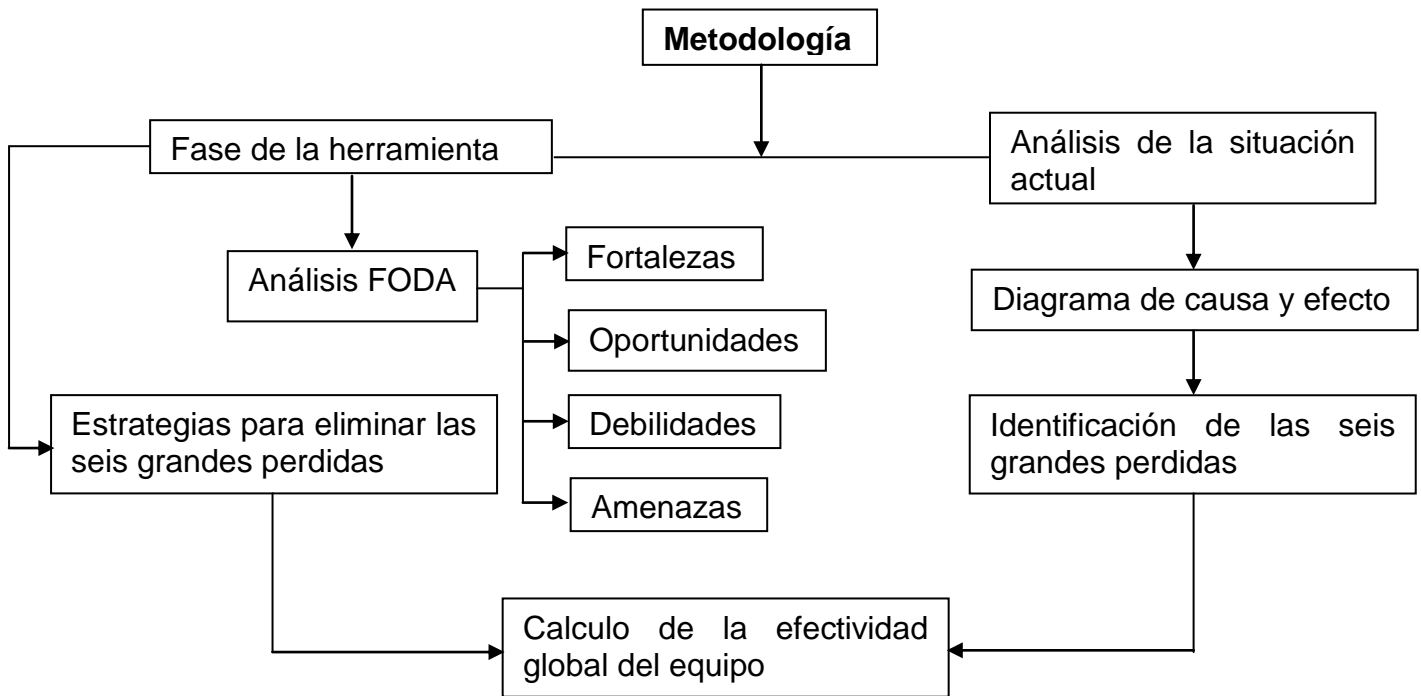 Metodología
Fase de la herramienta
Análisis de la situación
actual
Análisis FODA
Fortalezas
Oportunidades
Debilidades
Amenazas
Diagrama de causa y efecto
Estrategias para eliminar las
seis grandes perdidas
Identificación de las seis
grandes perdidas
Calculo de la efectividad
global del equipo